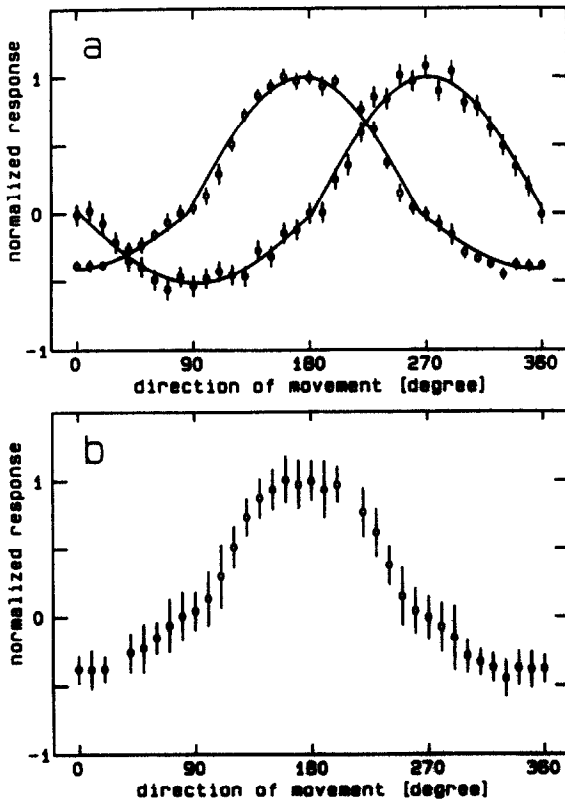 a
normalized response
1
0
-1
0
90
180
270
360
direction of movement [degree]
b
normalized response
1
0
-1
0
90
180
270
360
direction of movement [degree]